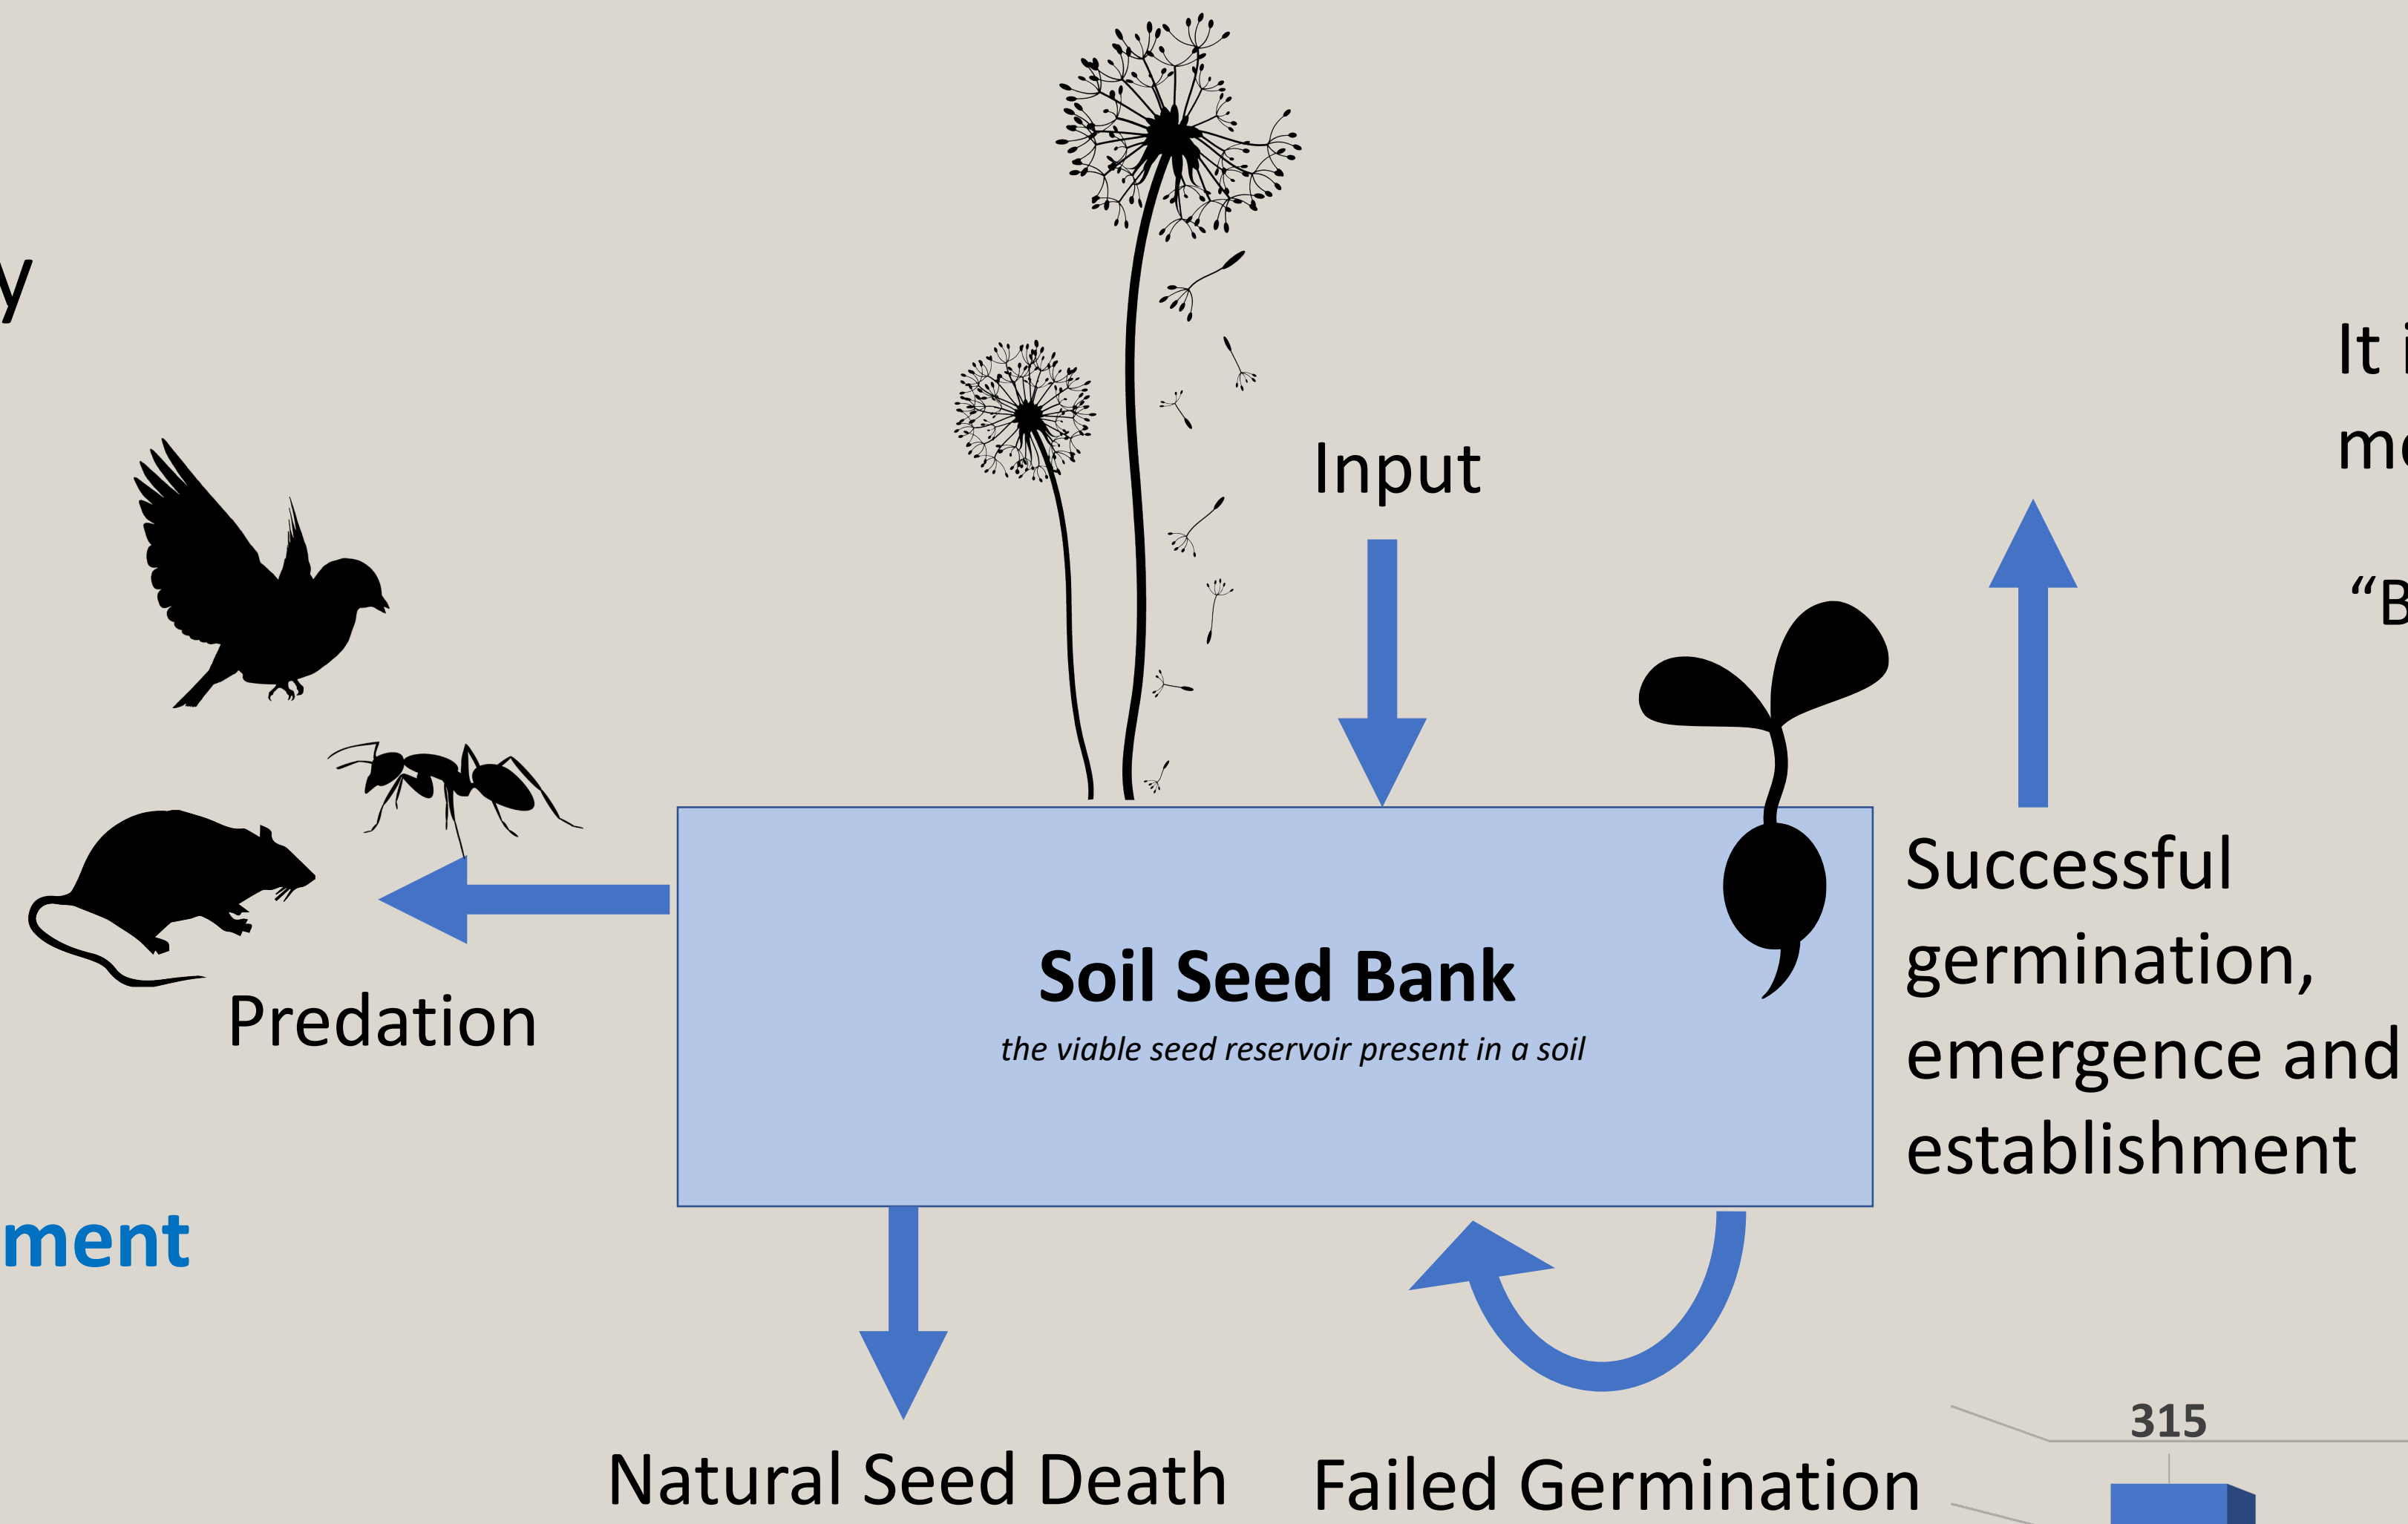 y
It i
Input
“B
Successful
germination,
emergence and
establishment
Soil Seed Bank
the viable seed reservoir present in a soil
Predation
ment
315
Natural Seed Death
Failed Germination